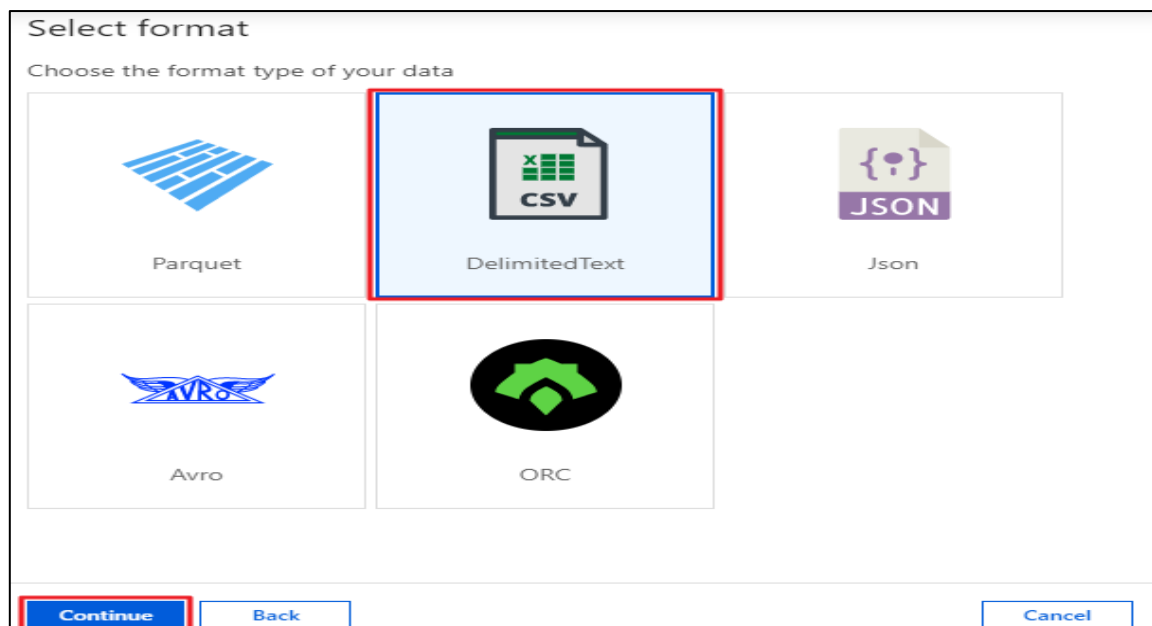 Select format
Choose the format type of your data
X
CSV
{ } JSON
Parquet
DelimitedText
Json
AVRO
Avro
ORC
Continue
Back
Cancel